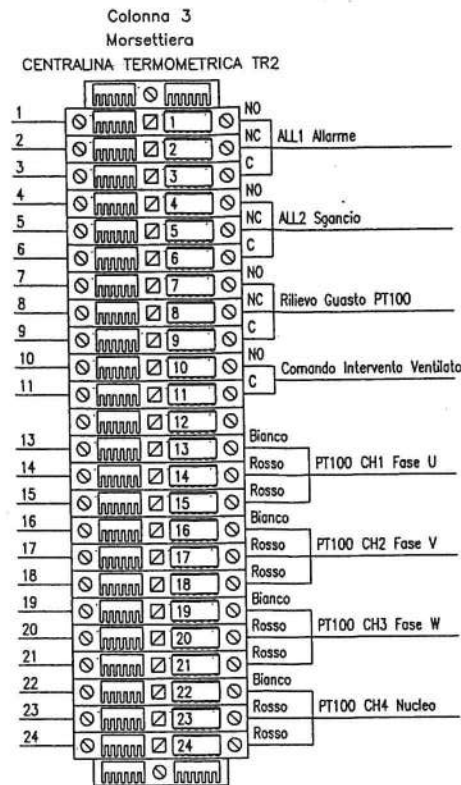 Colonna 3
Morsettiera
CENTRALINA TERMOMETRICA TR2
1 1 NO
2 2 NC ALL1 Allarme
3 3 C
4 4 NO
5 5 NC ALL2 Sgancio
6 6 C
7 7 NO
8 8 NC Rilievo Guasto PT100
9 9 C
10 10 NO
11 11 C Comando Intervento Ventilato
12
13 13 Bianco
14 14 Rosso PT100 CH1 Fase U
15 15 Rosso
16 16 Bianco
17 17 Rosso PT100 CH2 Fase V
18 18 Rosso
19 19 Bianco
20 20 Rosso PT100 CH3 Fase W
21 21 Rosso
22 22 Bianco
23 23 Rosso PT100 CH4 Nucleo
24 24 Rosso